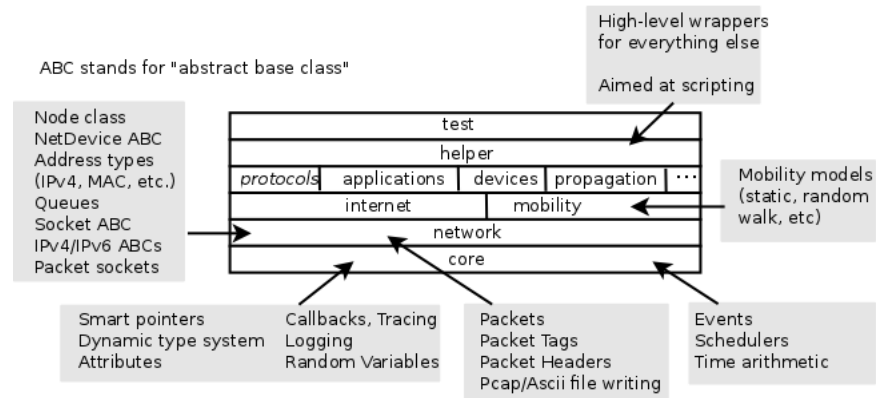 High-level wrappers
for everything else
Aimed at scripting
ABC stands for "abstract base class"
Node class
NetDevice ABC
Address types
(IPv4, MAC, etc.)
Queues
Socket ABC
IPv4/IPv6 ABCs
Packet sockets
test
helper
protocols applications devices propagation ...
internet mobility
network
core
Mobility models
(static, random
walk, etc)
Smart pointers
Dynamic type system
Attributes
Callbacks, Tracing
Logging
Random Variables
Packets
Packet Tags
Packet Headers
Pcap/Ascii file writing
Events
Schedulers
Time arithmetic